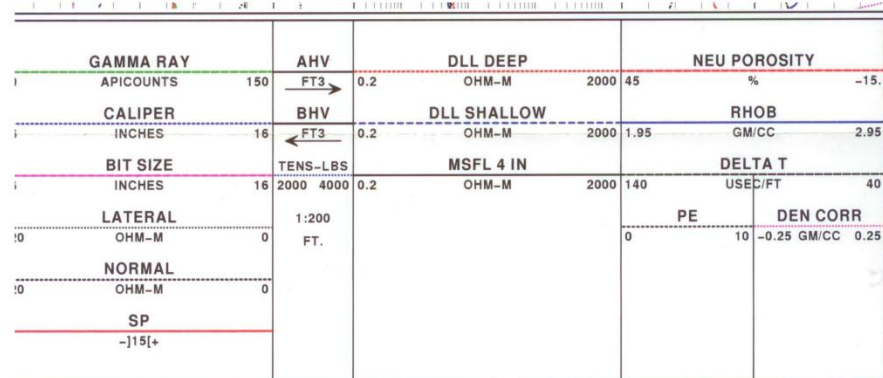 GAMMA RAY
APICOUNTS 150
CALIPER
INCHES 16
BIT SIZE
INCHES 16
LATERAL
OHM-M 0
NORMAL
OHM-M 0
SP
-]15[+
AHV
FT3
BHV
FT3
TENS-LBS
2000 4000
1:200
FT.
DLL DEEP
0.2 OHM-M 2000
DLL SHALLOW
0.2 OHM-M 2000
MSFL 4 IN
0.2 OHM-M 2000
NEU POROSITY
45 % -15.
RHOB
1.95 GM/CC 2.95
DELTA T
140 USEC/FT 40
PE
0 10
DEN CORR
-0.25 GM/CC 0.25